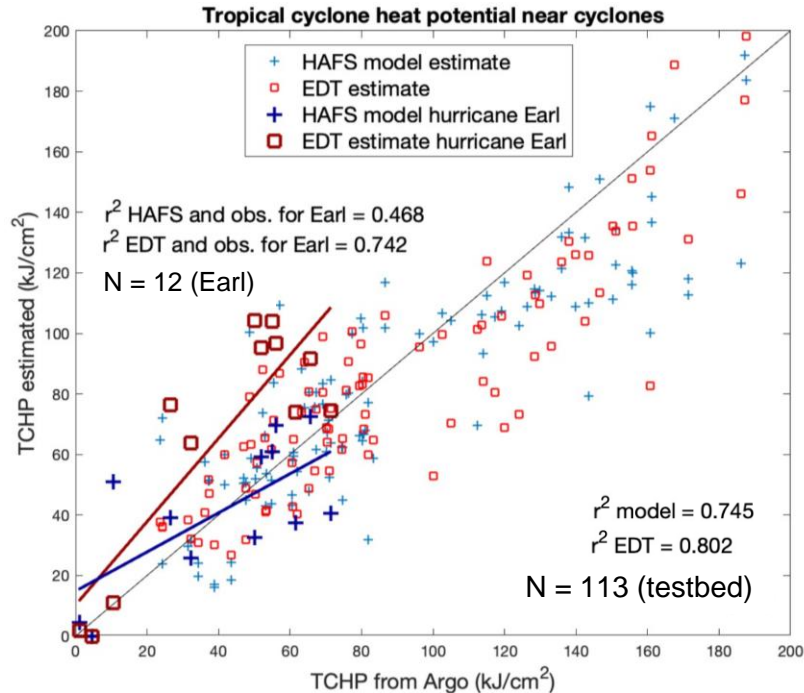 Tropical cyclone heat potential near cyclones
HAFS model estimate
EDT estimate
HAFS model hurricane Earl
EDT estimate hurricane Earl
r² HAFS and obs. for Earl = 0.468
r² EDT and obs. for Earl = 0.742
N = 12 (Earl)
r² model = 0.745
r² EDT = 0.802
N = 113 (testbed)
TCHP estimated (kJ/cm²)
200
180
160
140
120
100
80
60
40
20
0
0 20 40 60 80 100 120 140 160 180 200
TCHP from Argo (kJ/cm²)